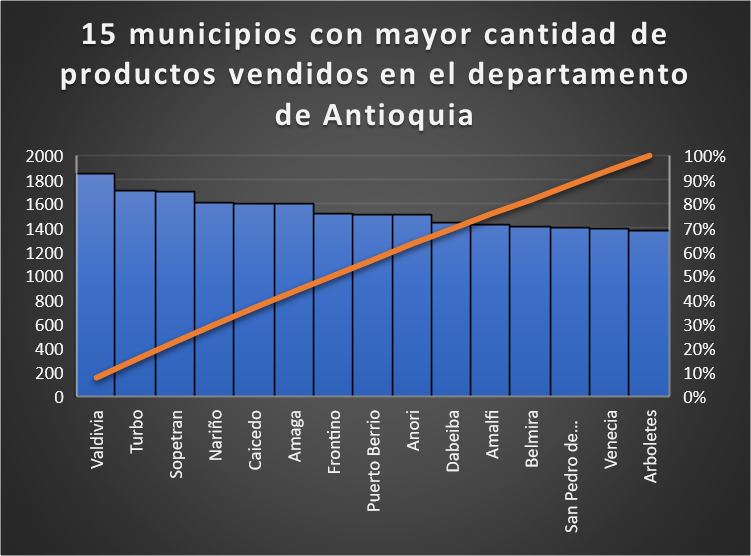 15 municipios con mayor cantidad de
productos vendidos en el departamento
de Antioquia
2000
1800
1600
1400
1200
1000
800
600
400
200
0
100%
90%
80%
70%
60%
50%
40%
30%
20%
10%
0%
Valdivia
Turbo
Sopetran
Nariño
Caicedo
Amaga
Frontino
Puerto Berrio
Anori
Dabeiba
Amalfi
Belmira
San Pedro de...
Venecia
Arboletes